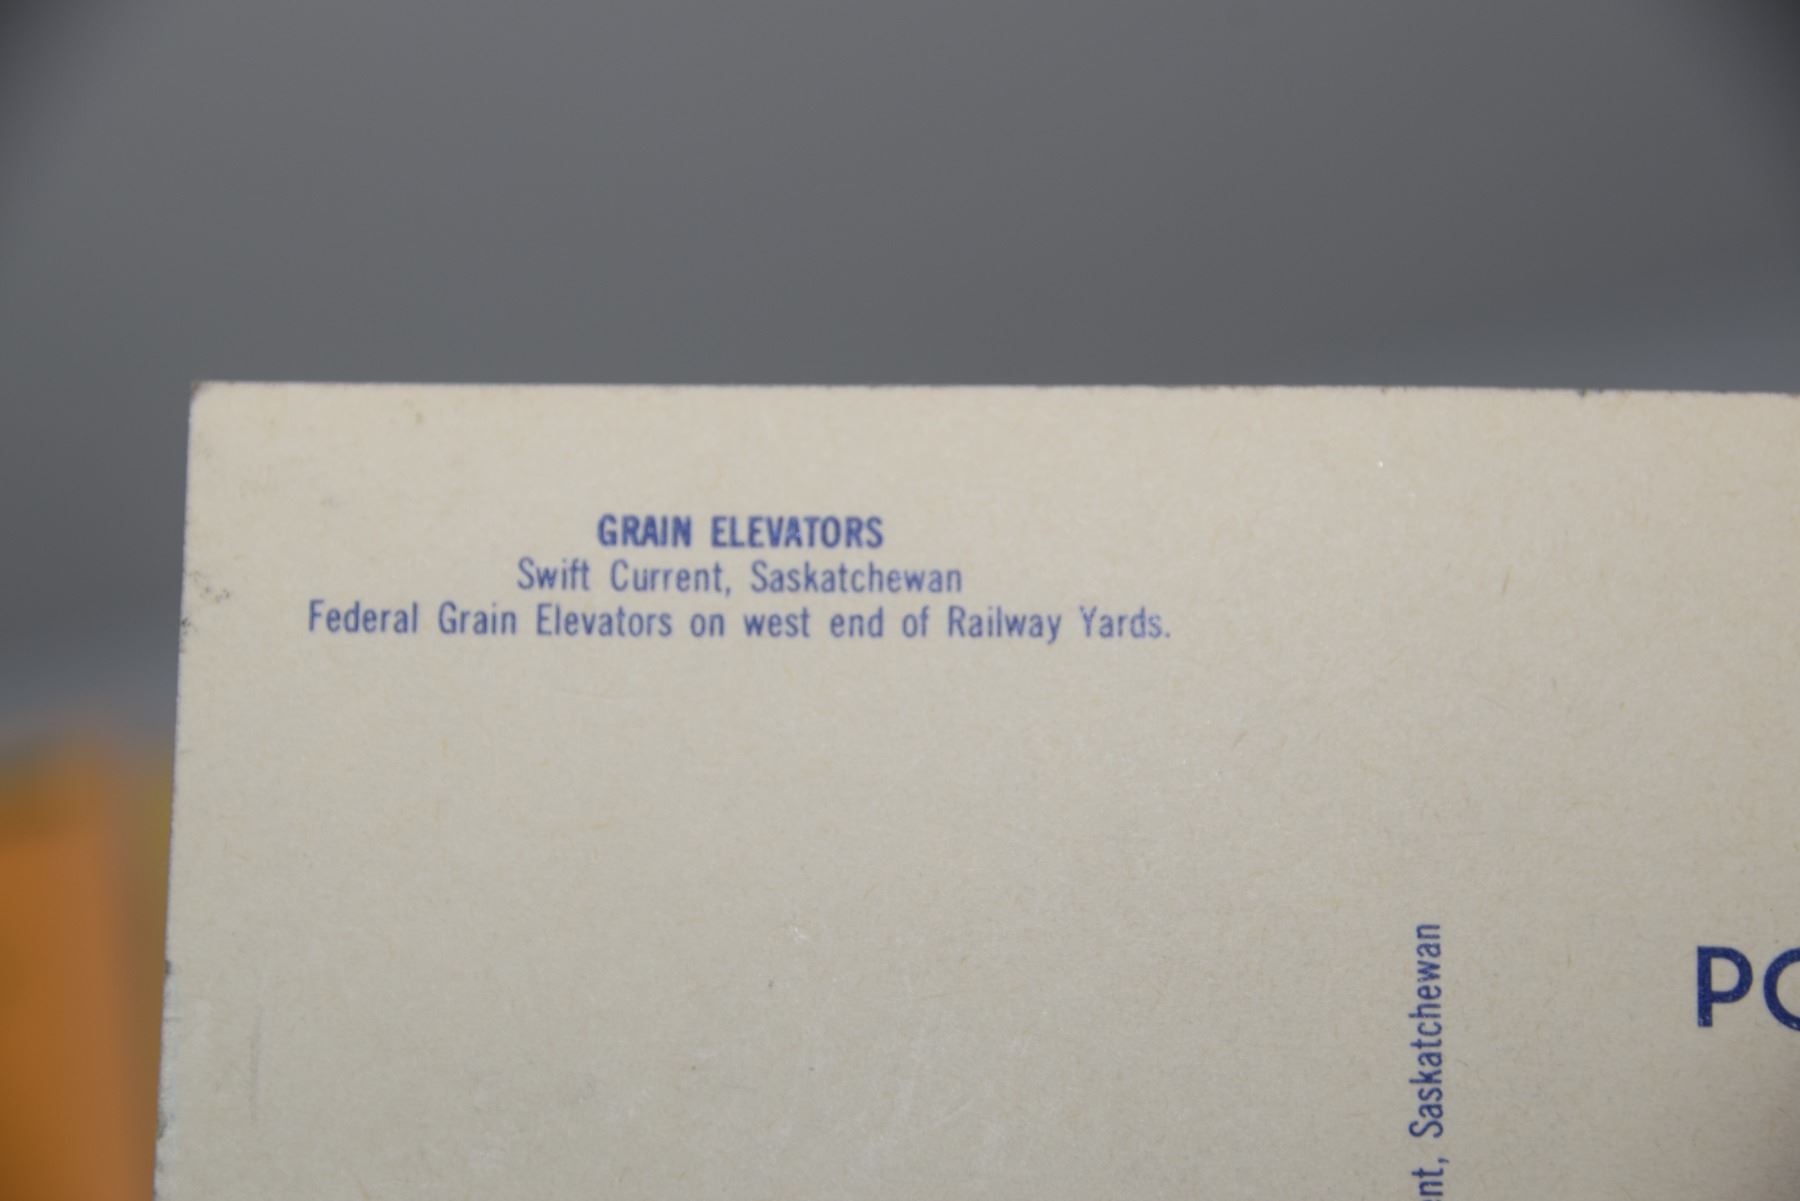 GRAIN ELEVATORS
Swift Current, Saskatchewan
Federal Grain Elevators on west end of Railway Yards.
Saskatchewan